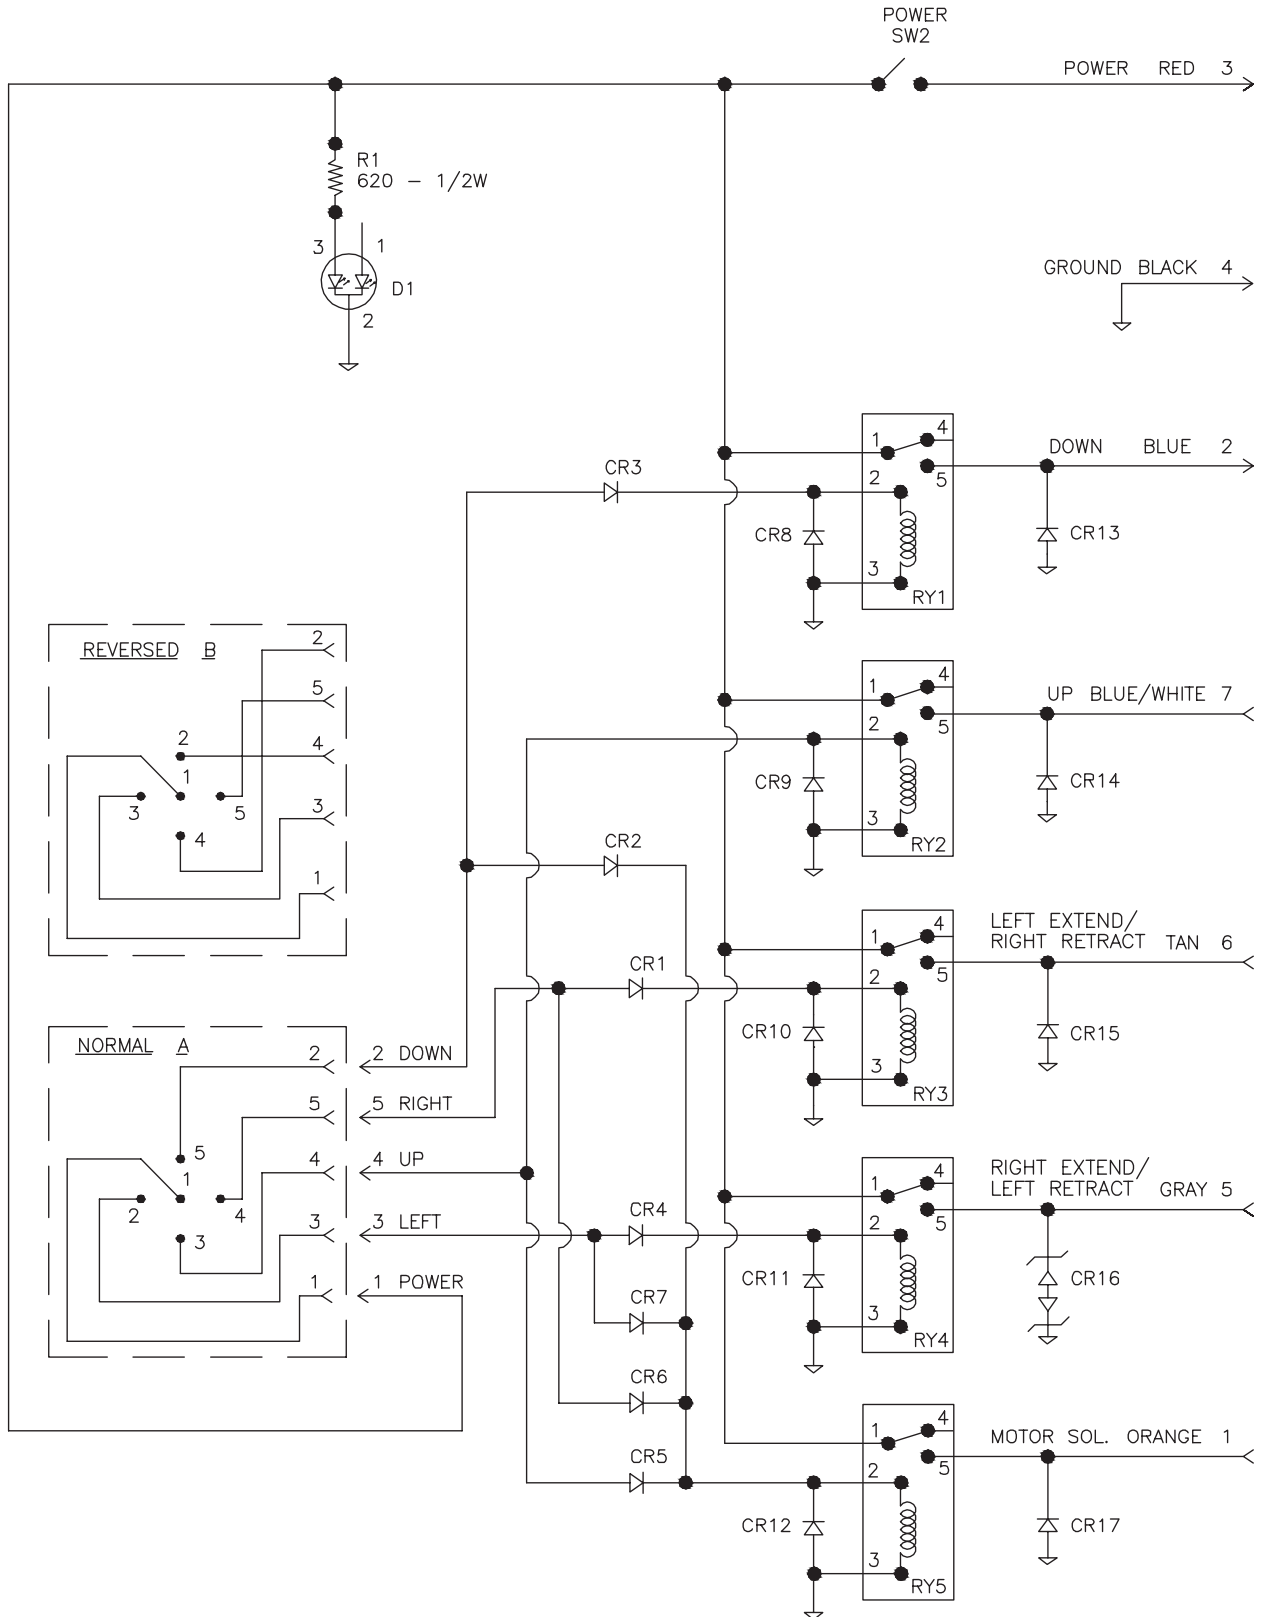 POWER
SW2
POWER RED 3
R1
620 - 1/2W
3 1
D1
2
GROUND BLACK 4
1 4
DOWN BLUE 2
CR3
2 5
CR8
CR13
3
RY1
REVERSED B
2
5
4
3
1
2
1
3 5
4
1 4
UP BLUE/WHITE 7
2 5
CR9
CR14
3
RY2
CR2
1 4
LEFT EXTEND/
RIGHT RETRACT TAN 6
CR1
2 5
CR10
CR15
3
RY3
NORMAL A
2
5
4
3
1
5
1
2 4
3
2 DOWN
5 RIGHT
4 UP
3 LEFT
1 POWER
1 4
RIGHT EXTEND/
LEFT RETRACT GRAY 5
CR4
2 5
CR11
CR16
3
RY4
CR7
CR6
CR5
1 4
MOTOR SOL. ORANGE 1
2 5
CR12
CR17
3
RY5